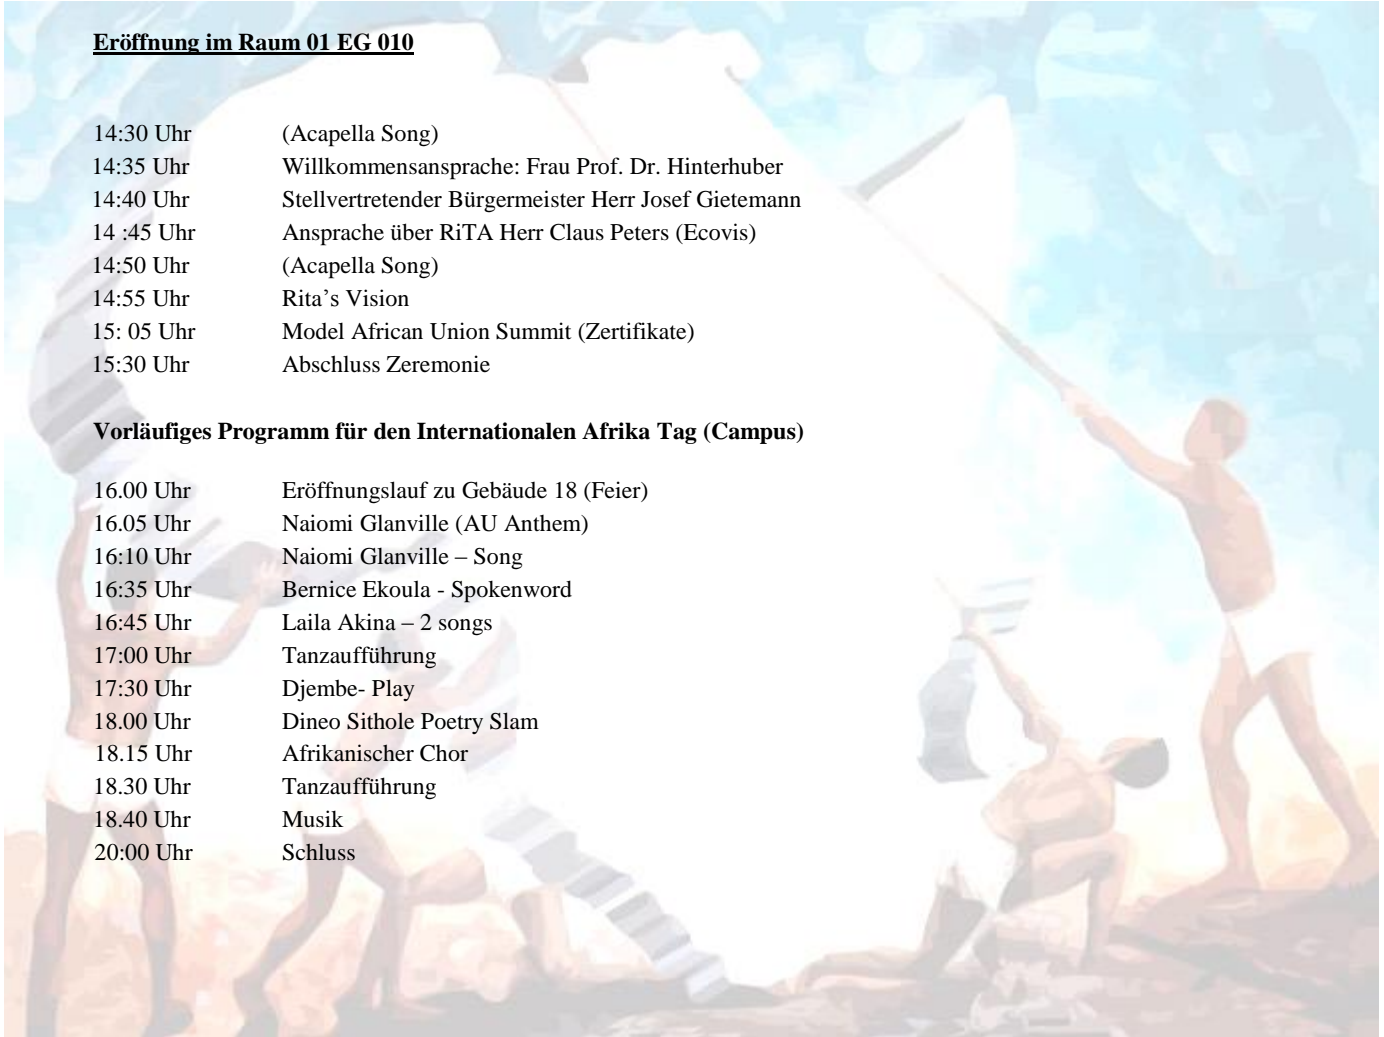 Eröffnung im Raum 01 EG 010
14:30 Uhr (Acapella Song)
14:35 Uhr Willkommensansprache: Frau Prof. Dr. Hinterhuber
14:40 Uhr Stellvertretender Bürgermeister Herr Josef Gietemann
14 :45 Uhr Ansprache über RiTA Herr Claus Peters (Ecovis)
14:50 Uhr (Acapella Song)
14:55 Uhr Rita’s Vision
15: 05 Uhr Model African Union Summit (Zertifikate)
15:30 Uhr Abschluss Zeremonie
Vorläufiges Programm für den Internationalen Afrika Tag (Campus)
16.00 Uhr Eröffnungslauf zu Gebäude 18 (Feier)
16.05 Uhr Naiomi Glanville (AU Anthem)
16:10 Uhr Naiomi Glanville – Song
16:35 Uhr Bernice Ekoula - Spokenword
16:45 Uhr Laila Akina – 2 songs
17:00 Uhr Tanzaufführung
17:30 Uhr Djembe- Play
18.00 Uhr Dineo Sithole Poetry Slam
18.15 Uhr Afrikanischer Chor
18.30 Uhr Tanzaufführung
18.40 Uhr Musik
20:00 Uhr Schluss